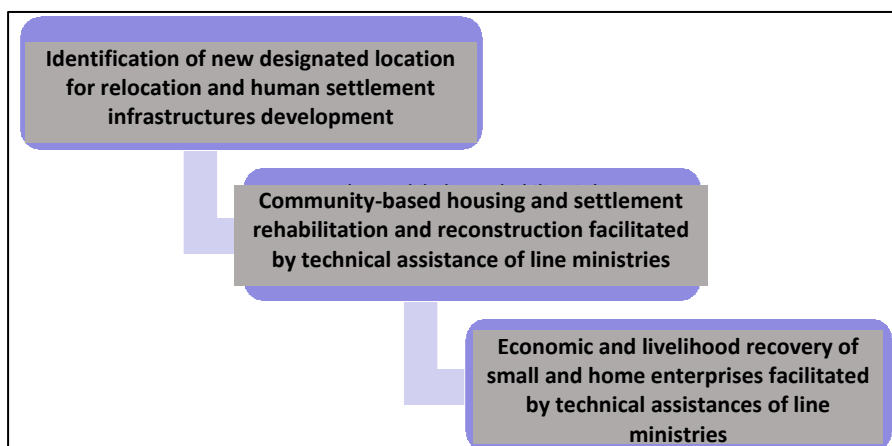 Identification of new designated location
for relocation and human settlement
infrastructures development
Community-based housing and settlement
rehabilitation and reconstruction facilitated
by technical assistance of line ministries
Economic and livelihood recovery of
small and home enterprises facilitated
by technical assistances of line
ministries